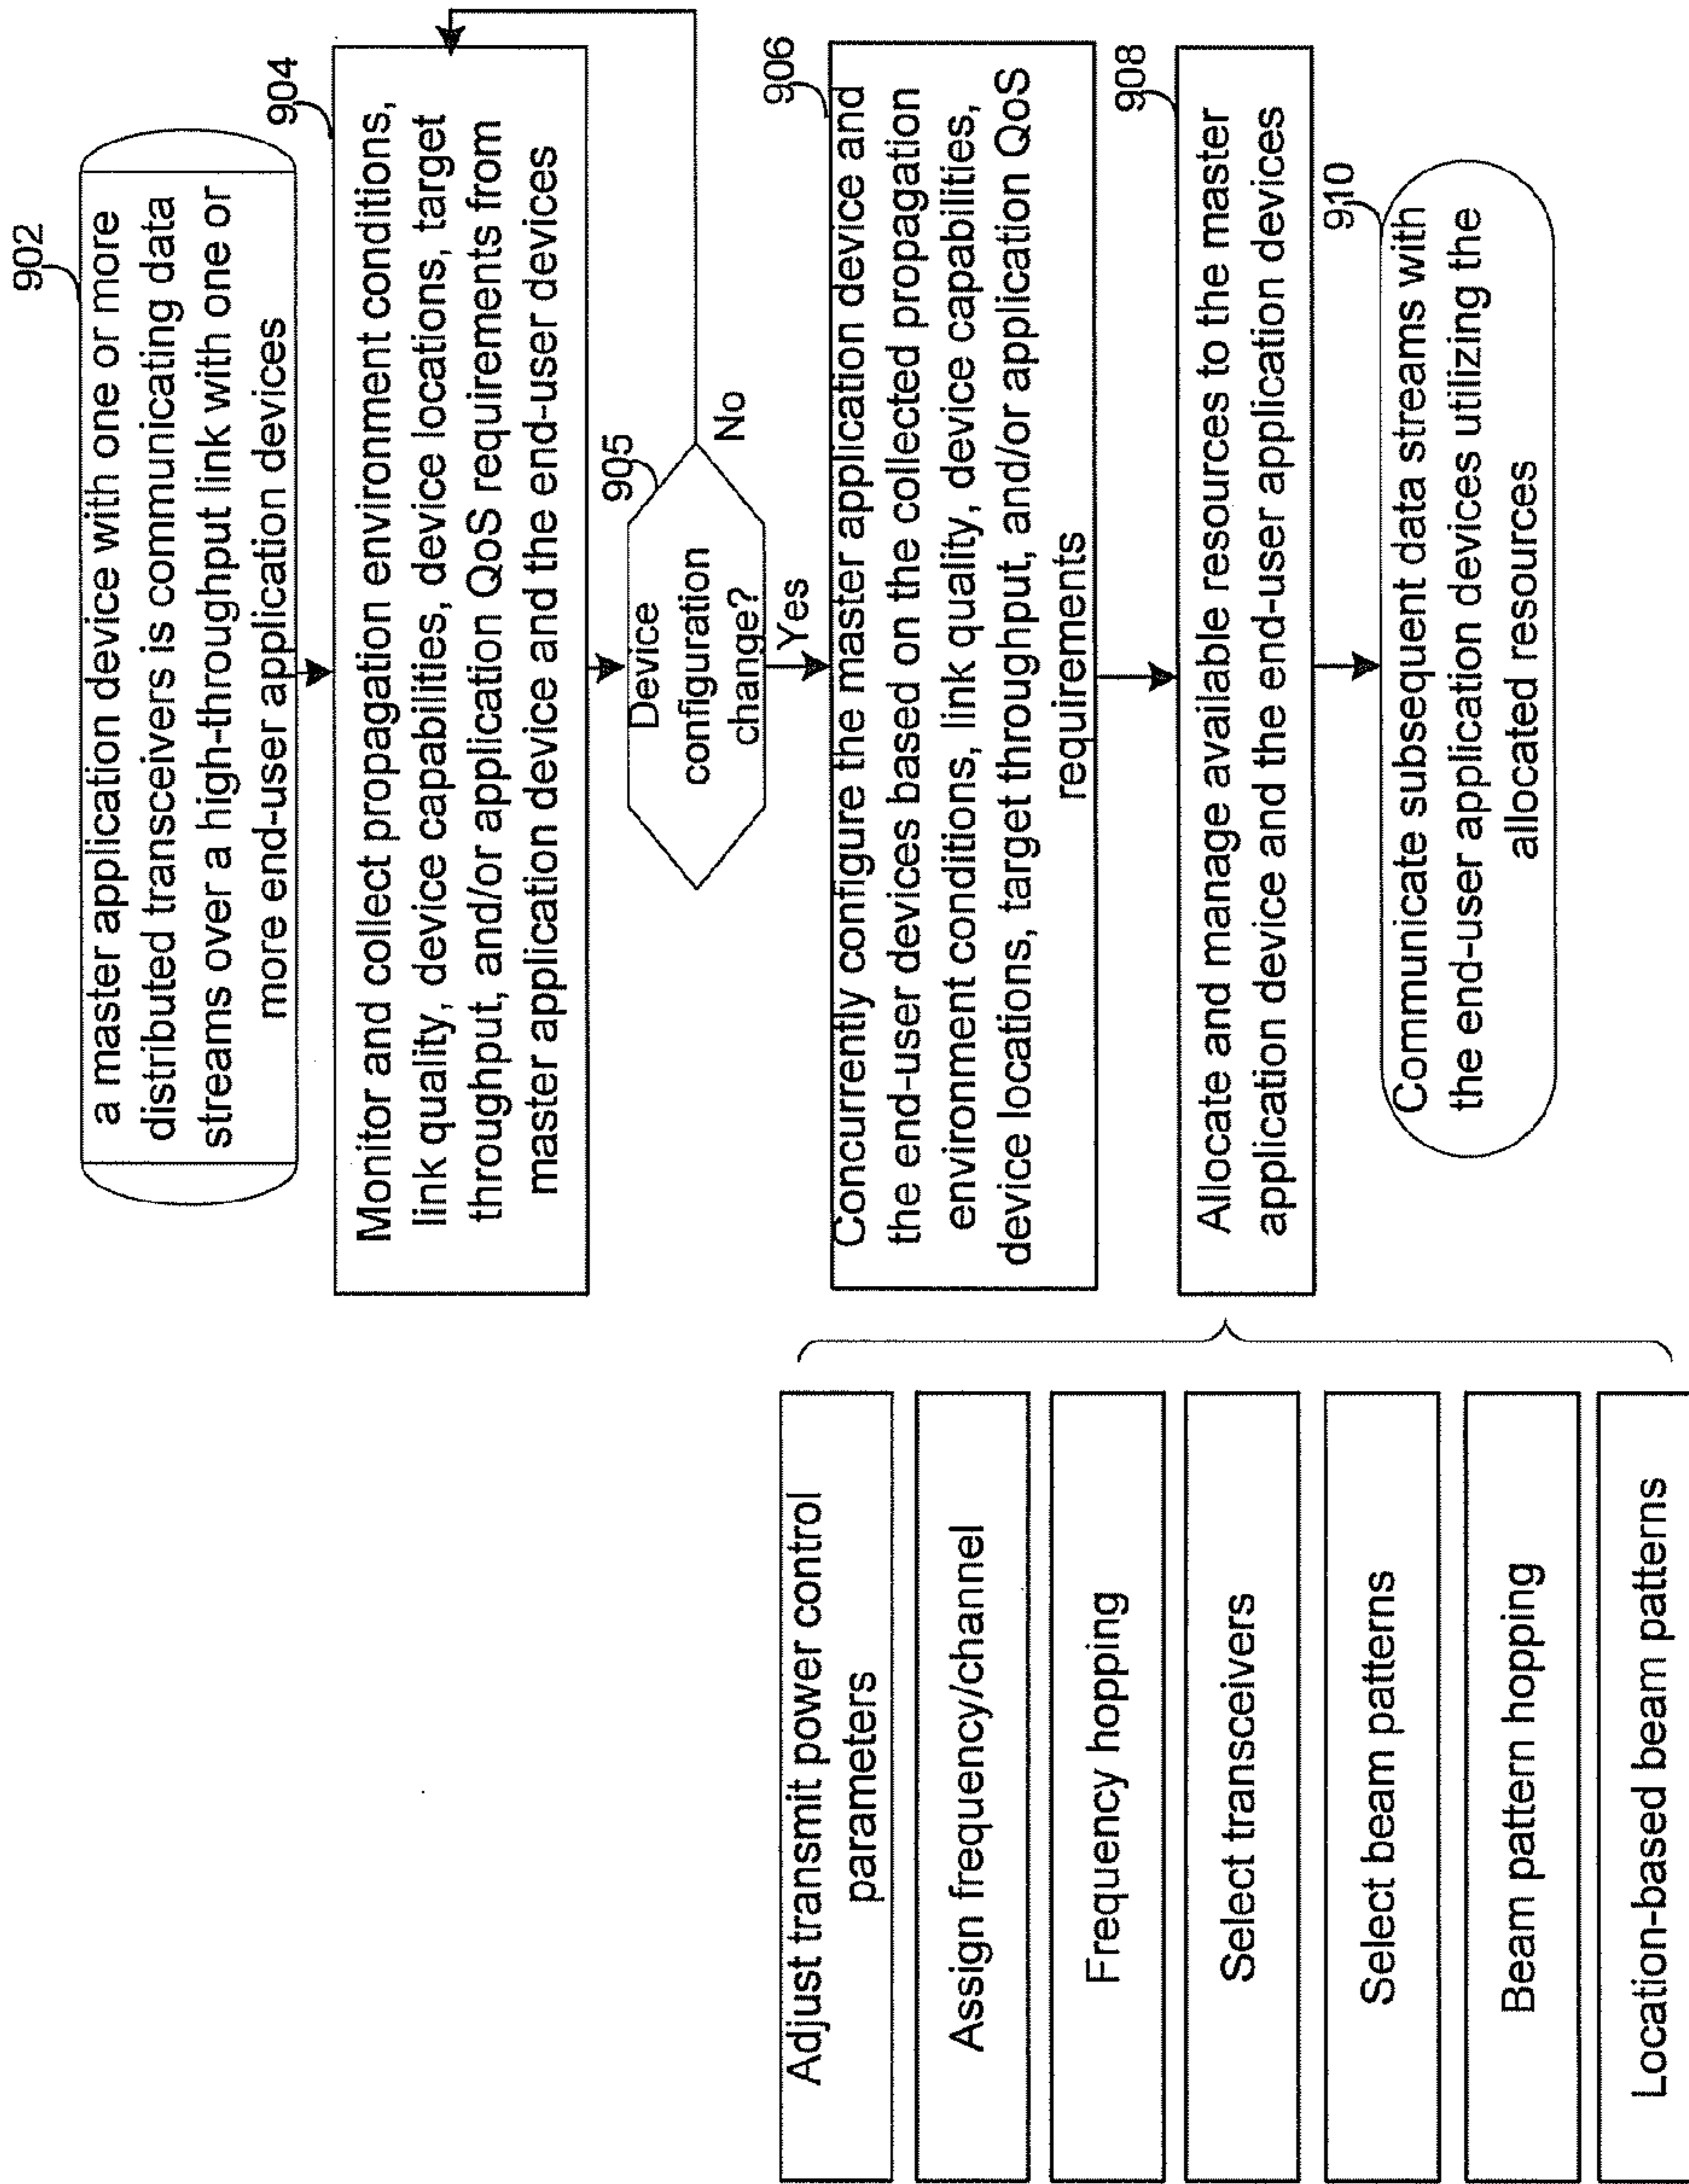 902
a master application device with one or more
distributed transceivers is communicating data
streams over a high-throughput link with one or
more end-user application devices
904
Monitor and collect propagation environment conditions,
link quality, device capabilities, device locations, target
throughput, and/or application QoS requirements from
master application device and the end-user devices
905
Device
configuration
change?
No
Yes
906
Concurrently configure the master application device and
the end-user devices based on the collected propagation
environment conditions, link quality, device capabilities,
device locations, target throughput, and/or application QoS
requirements
908
Allocate and manage available resources to the master
application device and the end-user application devices
910
Communicate subsequent data streams with
the end-user application devices utilizing the
allocated resources
Adjust transmit power control
parameters
Assign frequency/channel
Frequency hopping
Select transceivers
Select beam patterns
Beam pattern hopping
Location-based beam patterns